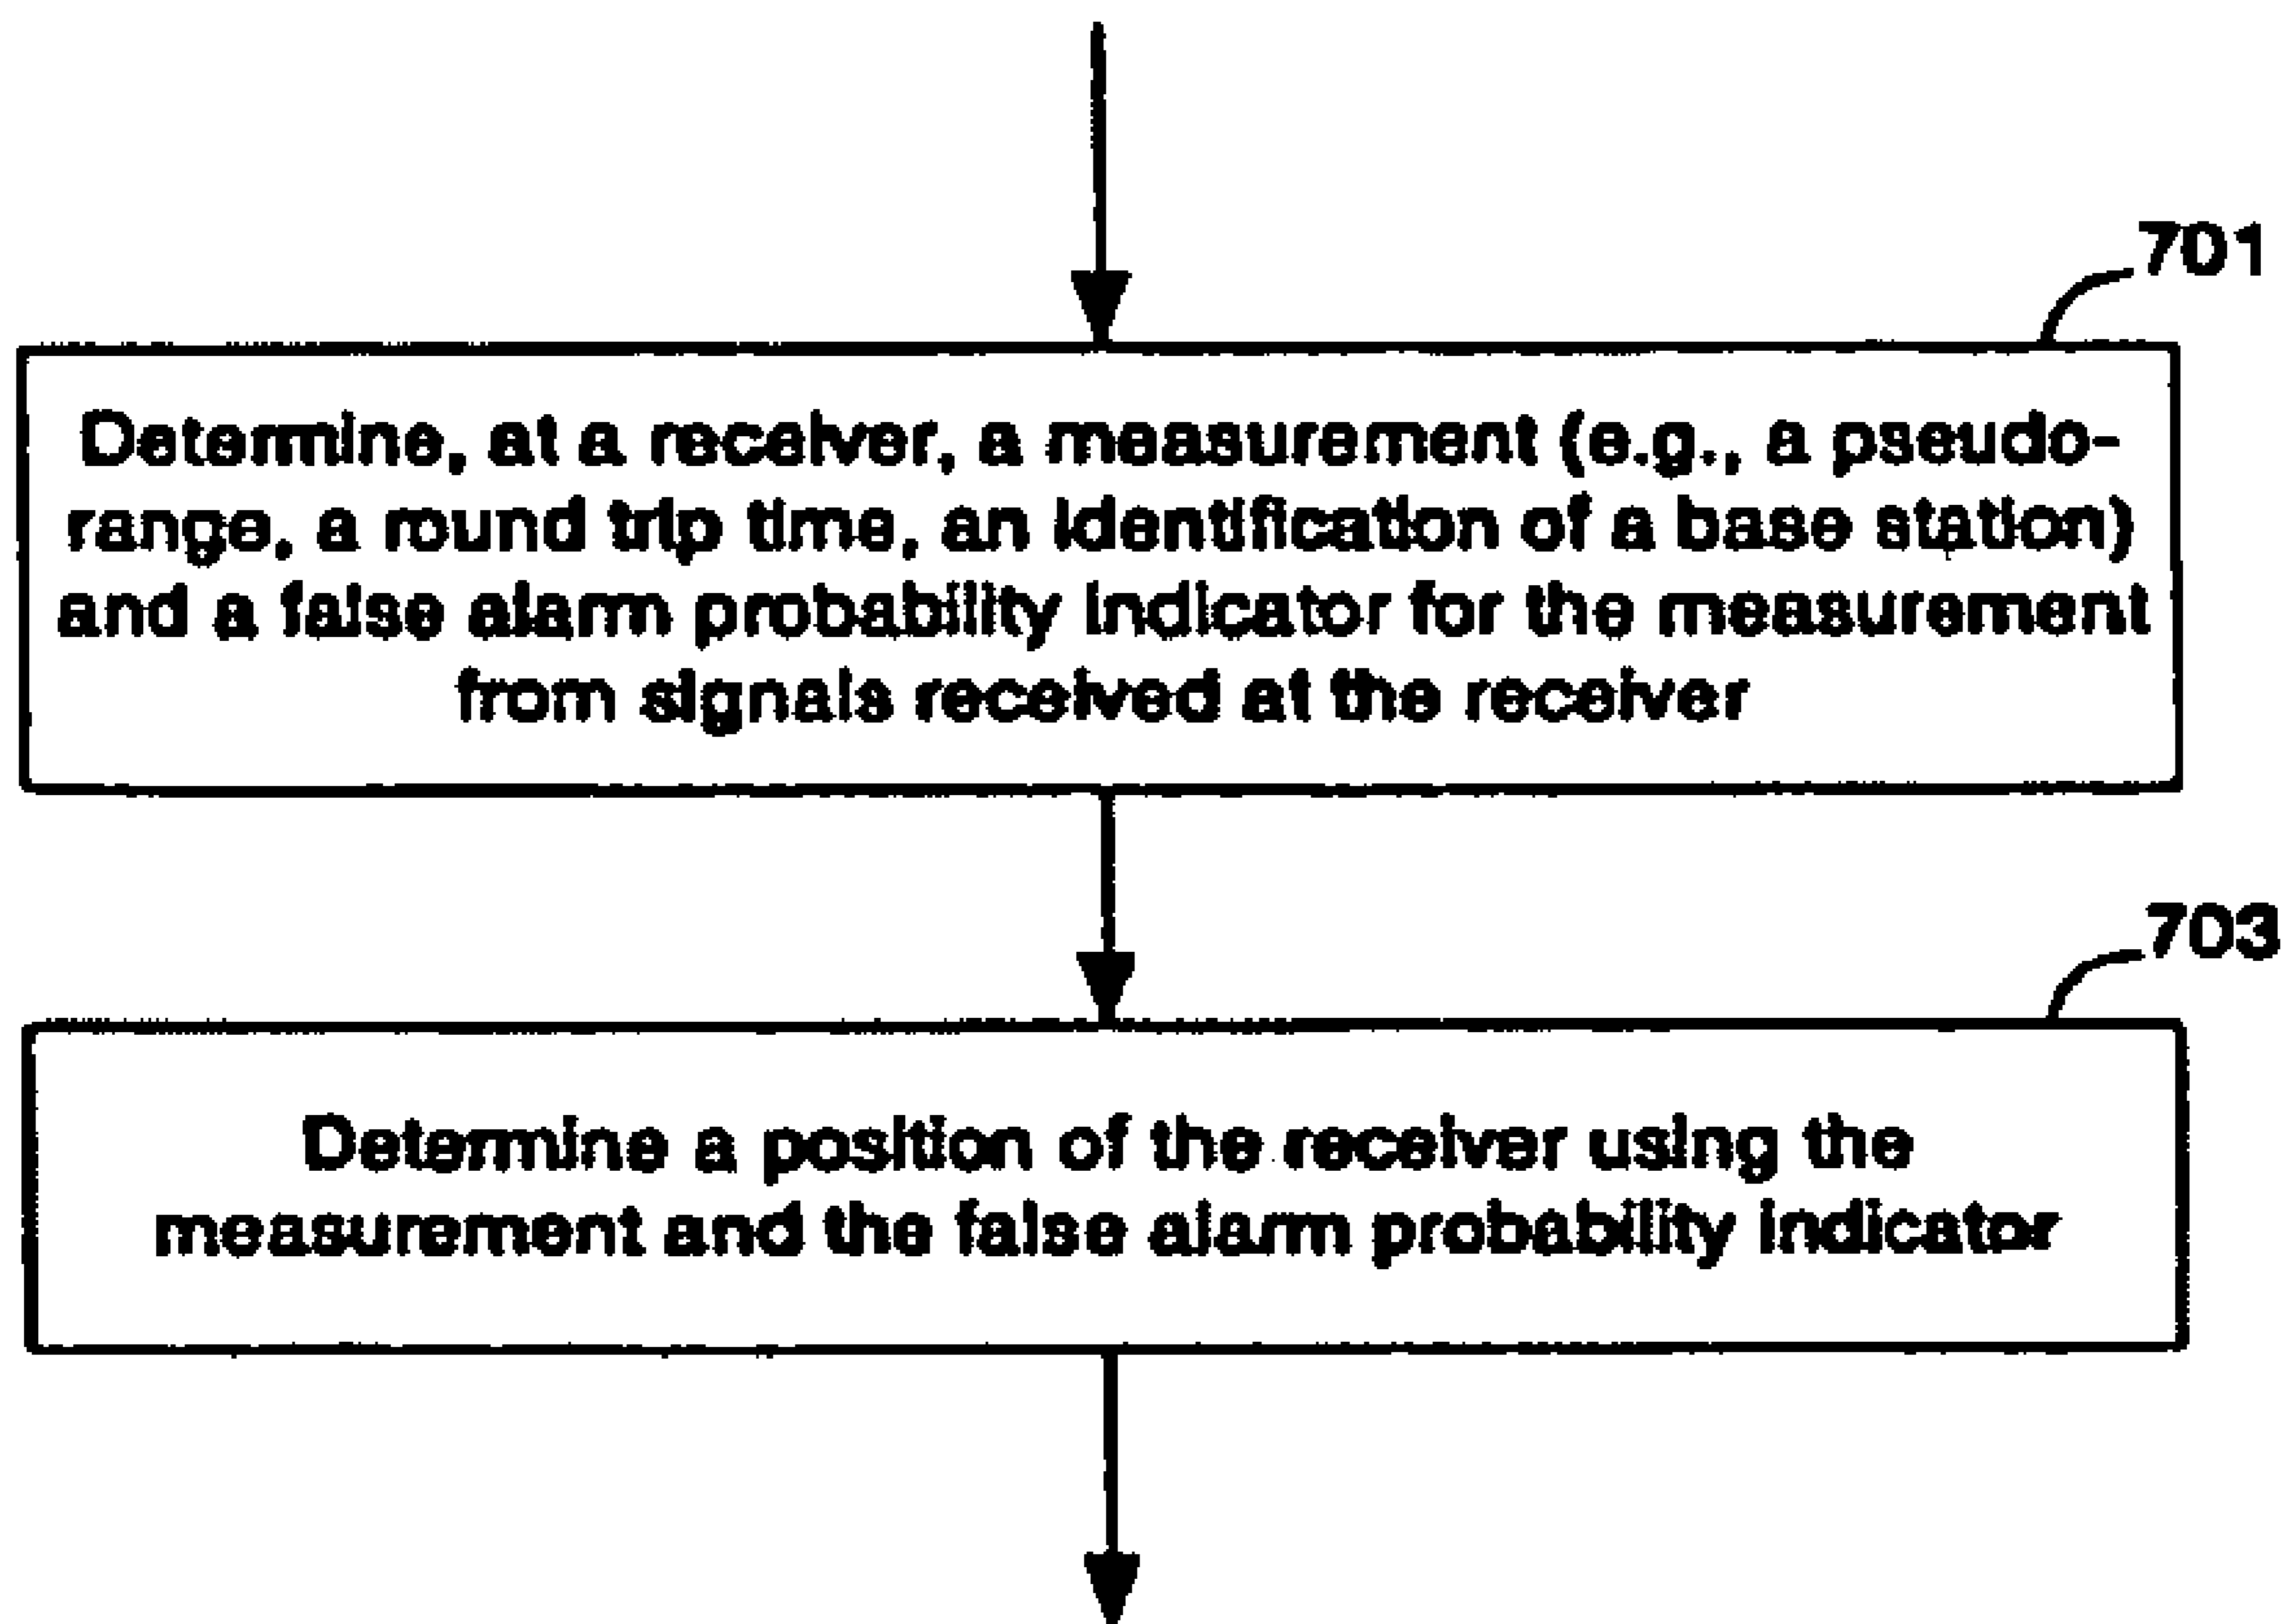 701
Determine, at a receiver, a measurement (e.g., a pseudo-
range, a round trip time, an identification of a base station)
and a false alarm probability indicator for the measurement
from signals received at the receiver
703
Determine a position of the receiver using the
measurement and the false alarm probability indicator